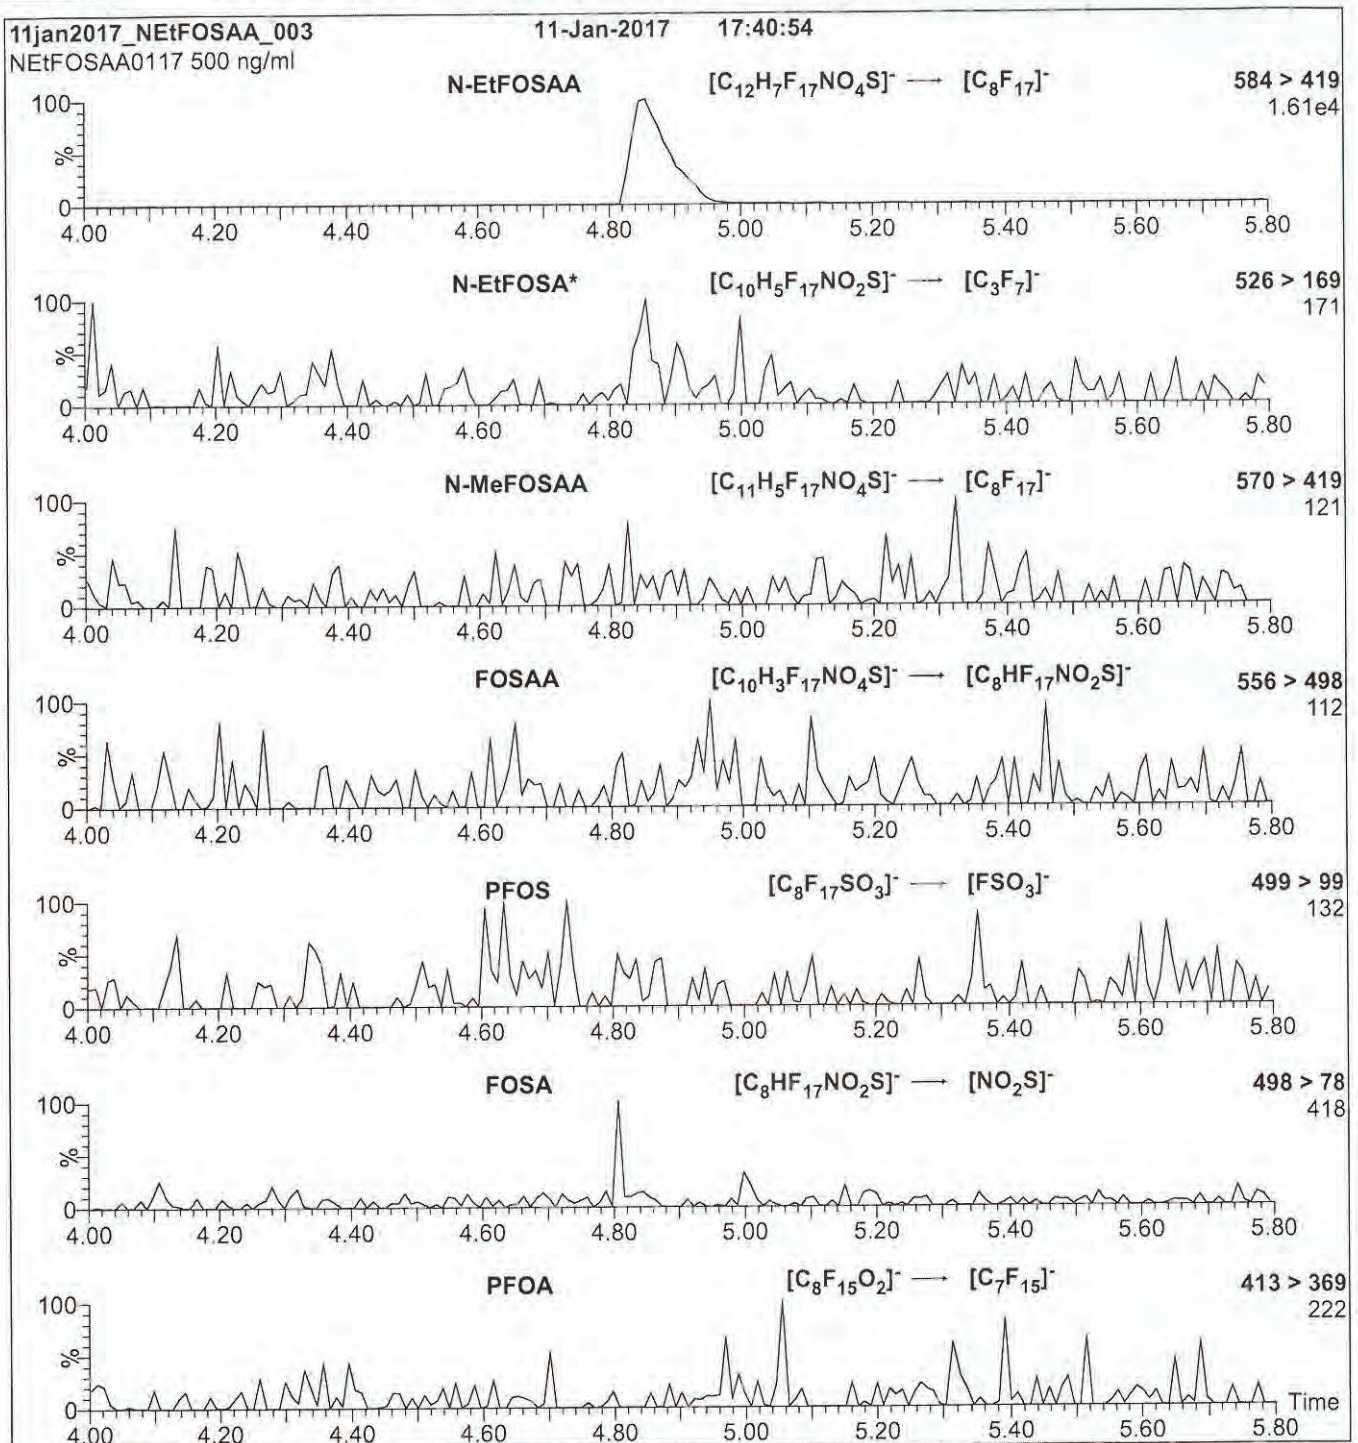 11jan2017_NEtFOSAA_003 11-Jan-2017 17:40:54
NEtFOSAA0117 500 ng/ml
N-EtFOSAA [C₁₂H₇F₁₇NO₄S]⁻ → [C₈F₁₇]⁻ 584 > 419
1.61e4
100
%
0
4.00 4.20 4.40 4.60 4.80 5.00 5.20 5.40 5.60 5.80
N-EtFOSA* [C₁₀H₅F₁₇NO₂S]⁻ → [C₃F₇]⁻ 526 > 169
171
100
%
0
4.00 4.20 4.40 4.60 4.80 5.00 5.20 5.40 5.60 5.80
N-MeFOSAA [C₁₁H₅F₁₇NO₄S]⁻ → [C₈F₁₇]⁻ 570 > 419
121
100
%
0
4.00 4.20 4.40 4.60 4.80 5.00 5.20 5.40 5.60 5.80
FOSAA [C₁₀H₃F₁₇NO₄S]⁻ → [C₈HF₁₇NO₂S]⁻ 556 > 498
112
100
%
0
4.00 4.20 4.40 4.60 4.80 5.00 5.20 5.40 5.60 5.80
PFOS [C₈F₁₇SO₃]⁻ → [FSO₃]⁻ 499 > 99
132
100
%
0
4.00 4.20 4.40 4.60 4.80 5.00 5.20 5.40 5.60 5.80
FOSA [C₈HF₁₇NO₂S]⁻ → [NO₂S]⁻ 498 > 78
418
100
%
0
4.00 4.20 4.40 4.60 4.80 5.00 5.20 5.40 5.60 5.80
PFOA [C₈F₁₅O₂]⁻ → [C₇F₁₅]⁻ 413 > 369
222
100
%
0 Time
4.00 4.20 4.40 4.60 4.80 5.00 5.20 5.40 5.60 5.80